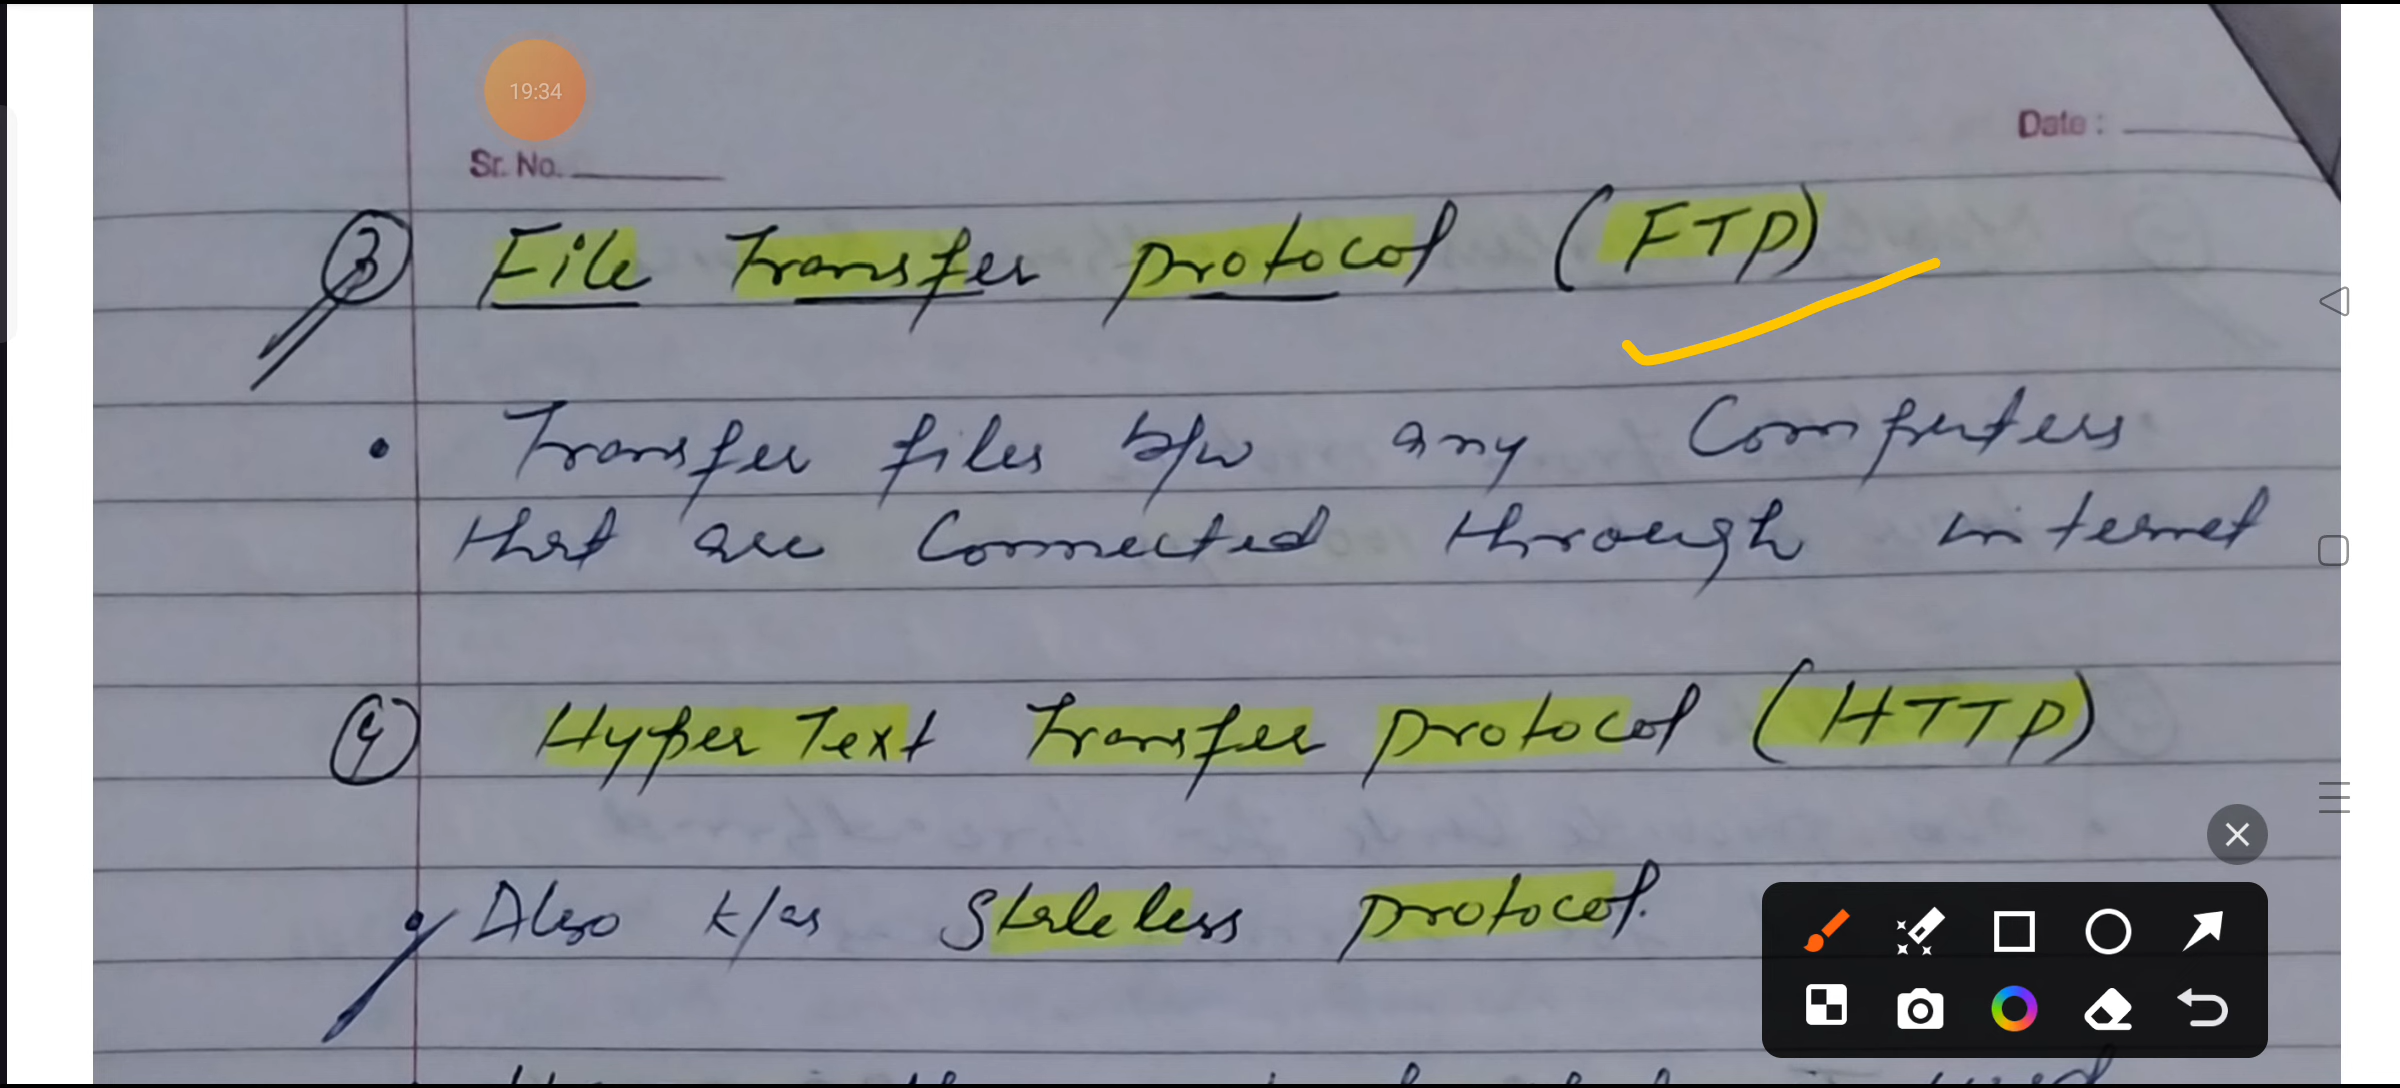 19:34
Date :
Sr. No.
③ File Transfer protocol (FTP)
• Transfer files b/w any Computers
that are connected through internet
④ Hyper Text Transfer protocol (HTTP)
• Also k/as Stateless protocol.
used